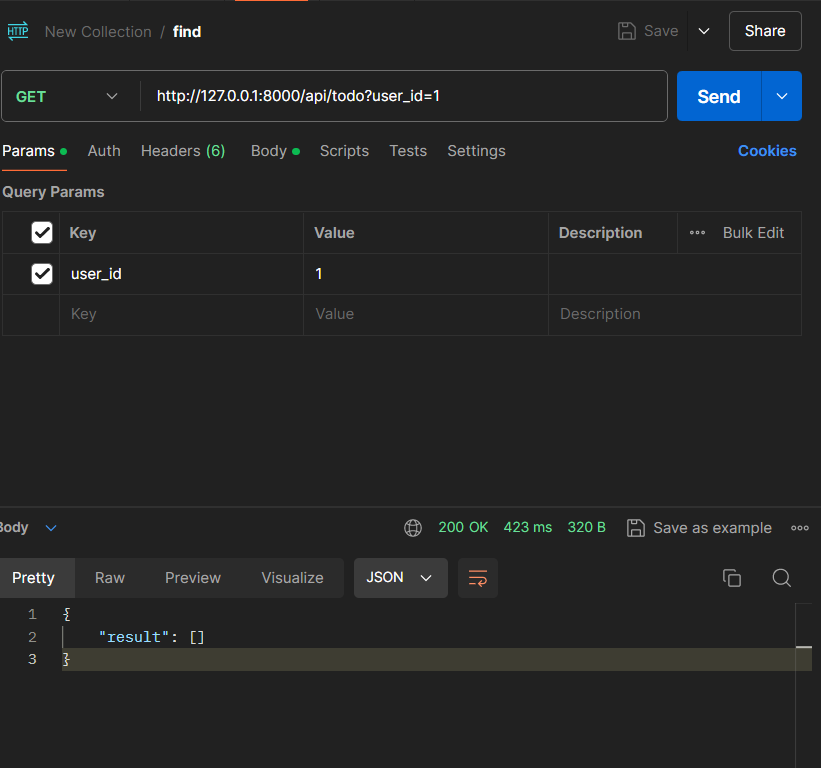 HTTP New Collection / find Save Share
GET http://127.0.0.1:8000/api/todo?user_id=1 Send
Params Auth Headers (6) Body Scripts Tests Settings Cookies
Query Params
Key Value Description Bulk Edit
user_id 1
Key Value Description
Body 200 OK 423 ms 320 B Save as example
Pretty Raw Preview Visualize JSON
1 {
2 "result": []
3 }